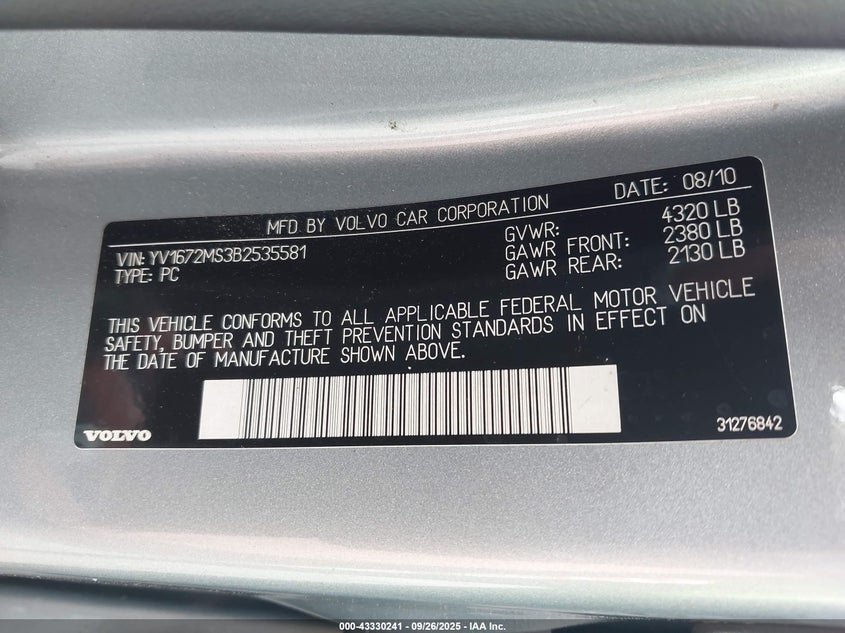 MFD BY VOLVO CAR CORPORATION
DATE: 08/10
VIN: YV1672MS3B2535581
TYPE: PC
GVWR: 4320 LB
GAWR FRONT: 2380 LB
GAWR REAR: 2130 LB
THIS VEHICLE CONFORMS TO ALL APPLICABLE FEDERAL MOTOR VEHICLE
SAFETY, BUMPER AND THEFT PREVENTION STANDARDS IN EFFECT ON
THE DATE OF MANUFACTURE SHOWN ABOVE.
VOLVO
31276842
000-43330241 - 09/26/2025 - IAA Inc.